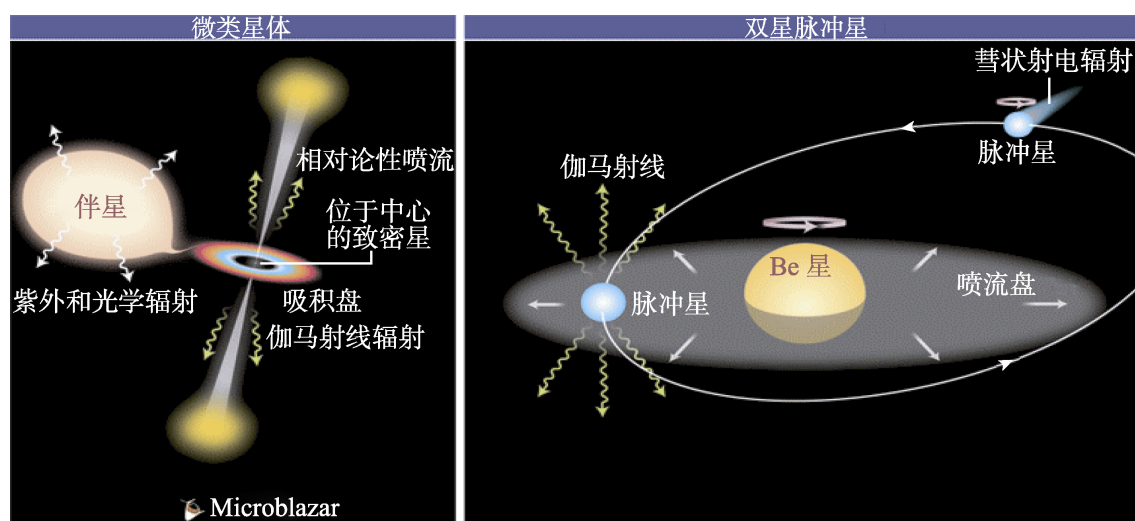 微类星体
相对论性喷流
伴星
位于中心
的致密星
紫外和光学辐射
吸积盘
伽马射线辐射
Microblazar
双星脉冲星
彗状射电辐射
脉冲星
伽马射线
Be 星
喷流盘
脉冲星